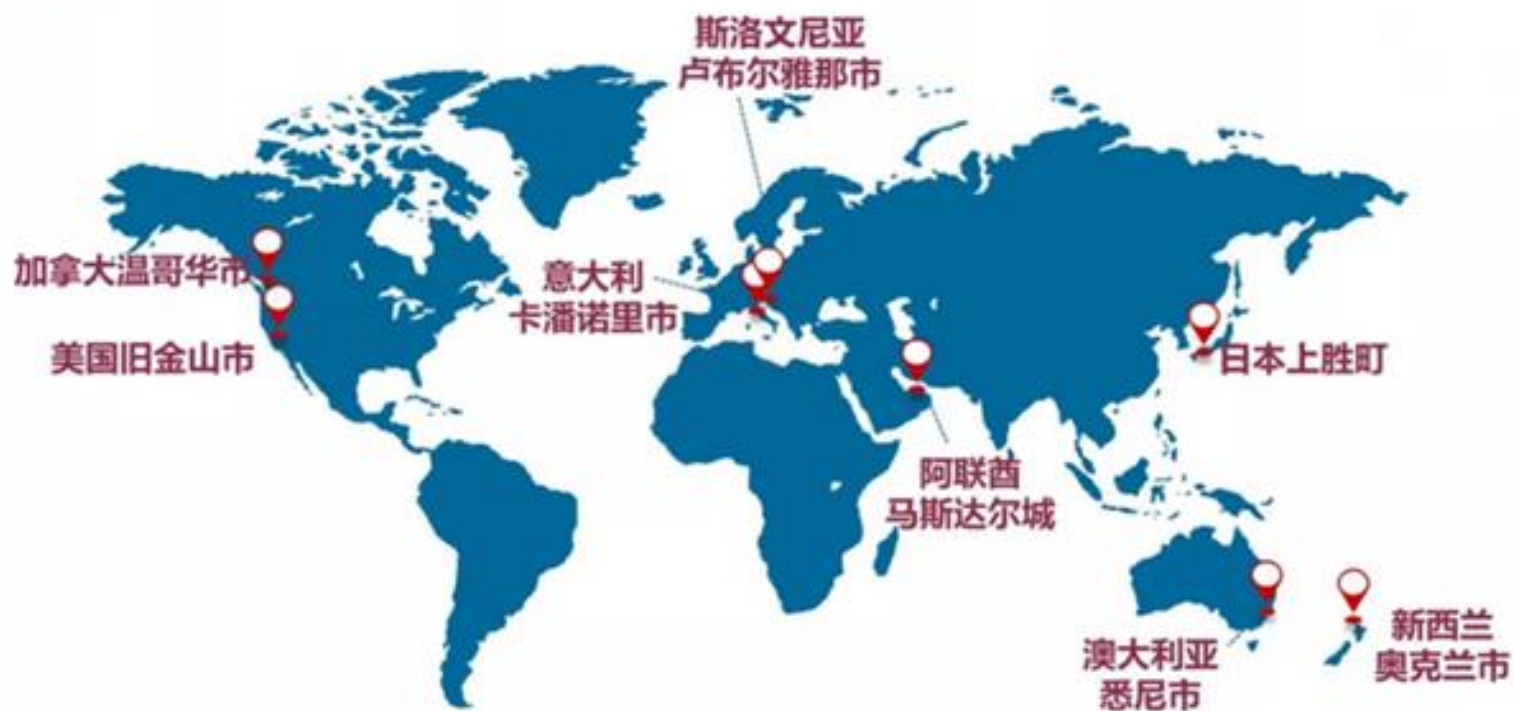 斯洛文尼亚
卢布尔雅那市
加拿大温哥华市
意大利
卡潘诺里市
美国旧金山市
日本上胜町
阿联酋
马斯达尔城
澳大利亚
悉尼市
新西兰
奥克兰市